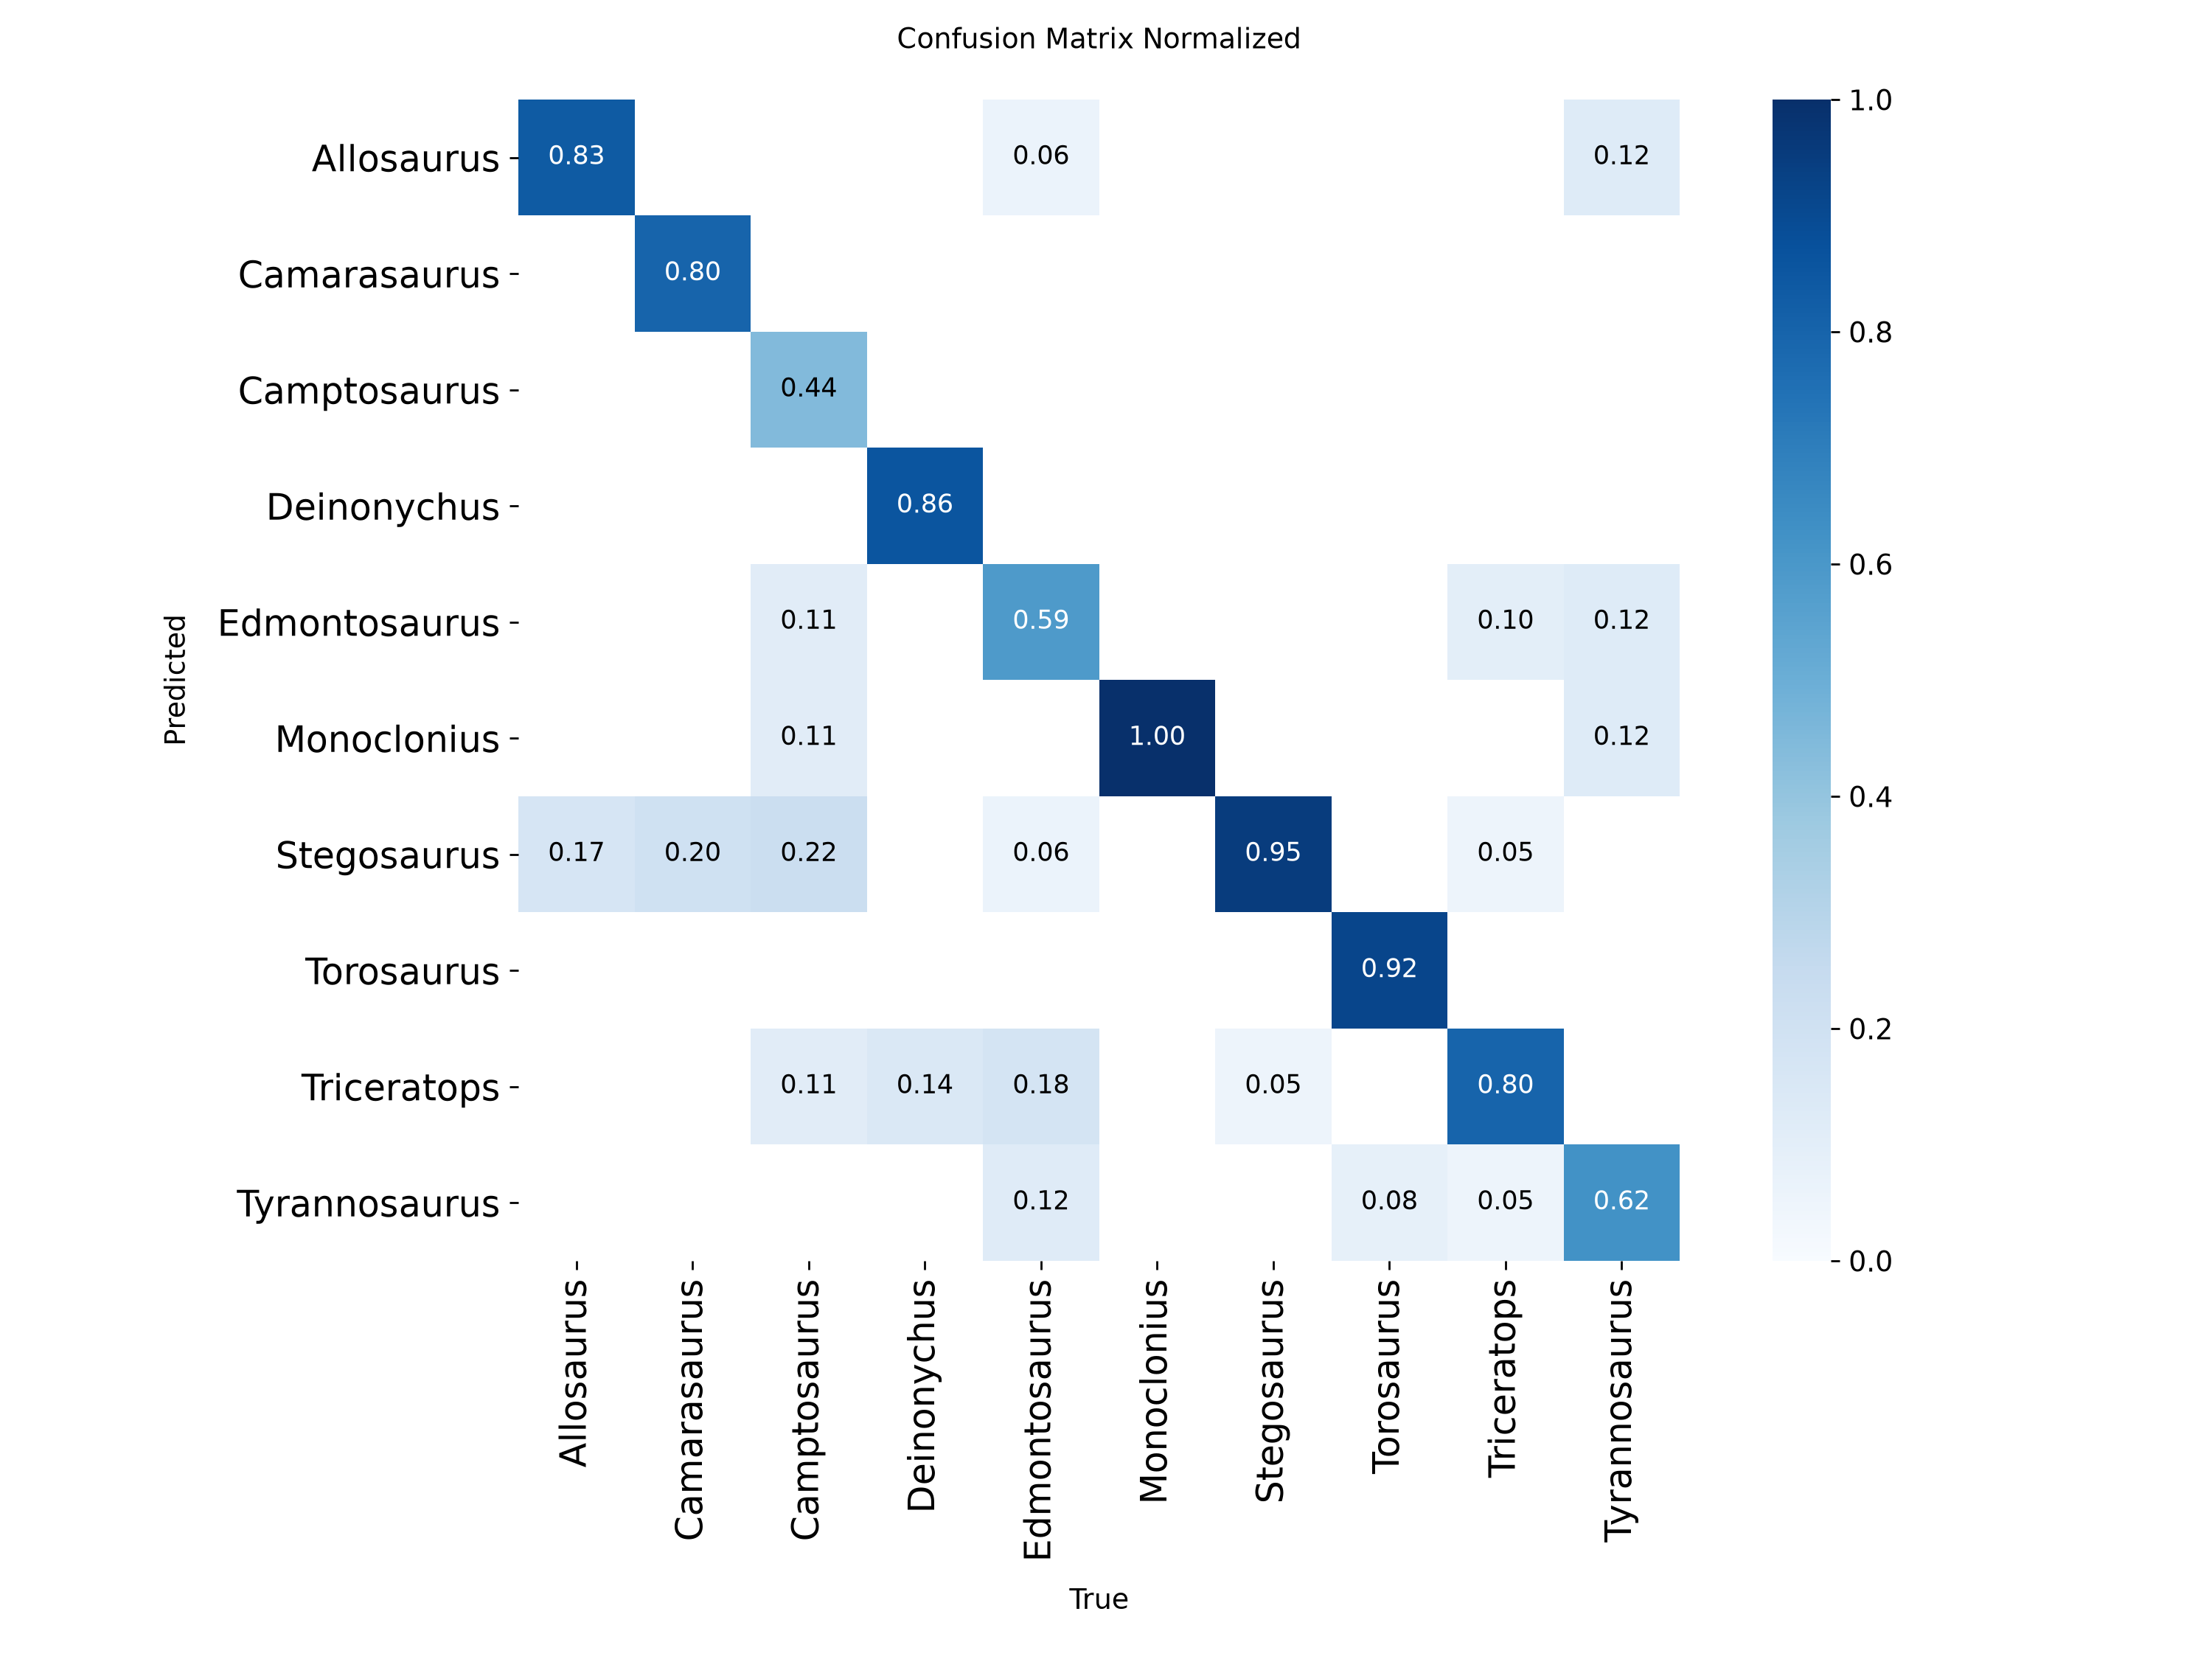 Confusion Matrix Normalized
Allosaurus 0.83 0.06 0.12
Camarasaurus 0.80
Camptosaurus 0.44
Deinonychus 0.86
Edmontosaurus 0.11 0.59 0.10 0.12
Monoclonius 0.11 1.00 0.12
Stegosaurus 0.17 0.20 0.22 0.06 0.95 0.05
Torosaurus 0.92
Triceratops 0.11 0.14 0.18 0.05 0.80
Tyrannosaurus 0.12 0.08 0.05 0.62
Predicted
Allosaurus
Camarasaurus
Camptosaurus
Deinonychus
Edmontosaurus
Monoclonius
Stegosaurus
Torosaurus
Triceratops
Tyrannosaurus
True
1.0
0.8
0.6
0.4
0.2
0.0